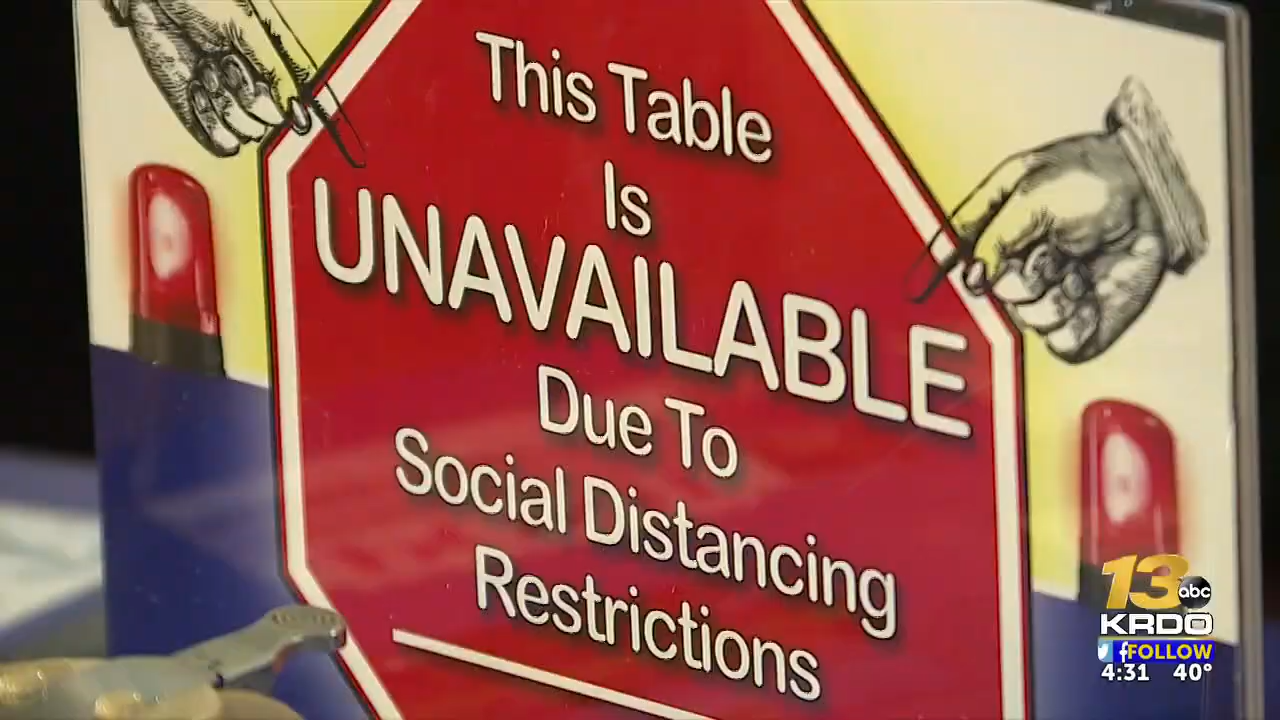 This Table
Is
UNAVAILABLE
Due To
Social Distancing
Restrictions
13 abc
KRDO
FOLLOW
4:31 40°